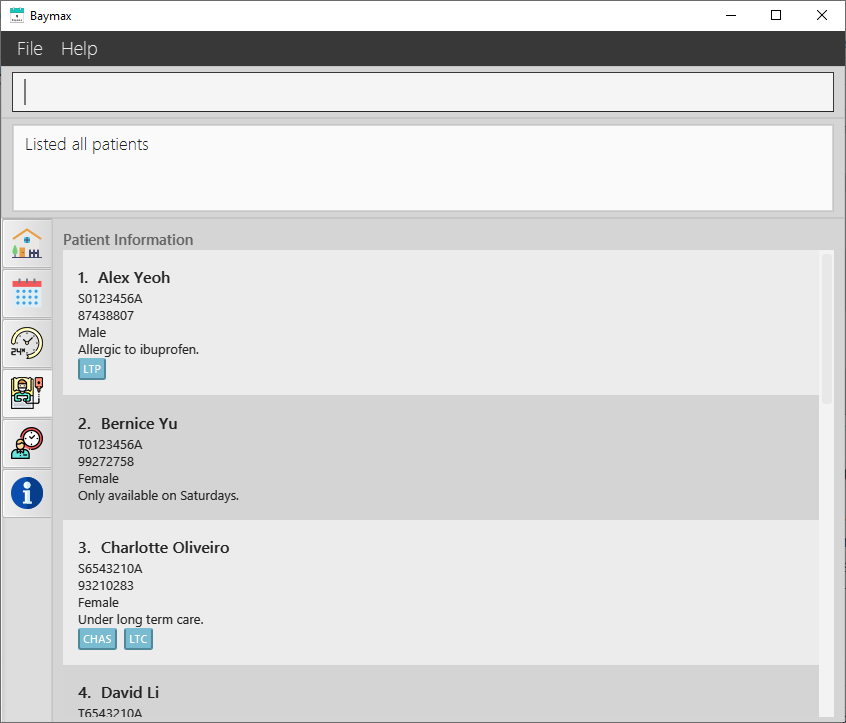 Baymax
File Help
Listed all patients
Patient Information
1. Alex Yeoh
S0123456A
87438807
Male
Allergic to ibuprofen.
LTP
2. Bernice Yu
T0123456A
99272758
Female
Only available on Saturdays.
3. Charlotte Oliveiro
S6543210A
93210283
Female
Under long term care.
CHAS LTC
4. David Li
T6543210A
24H